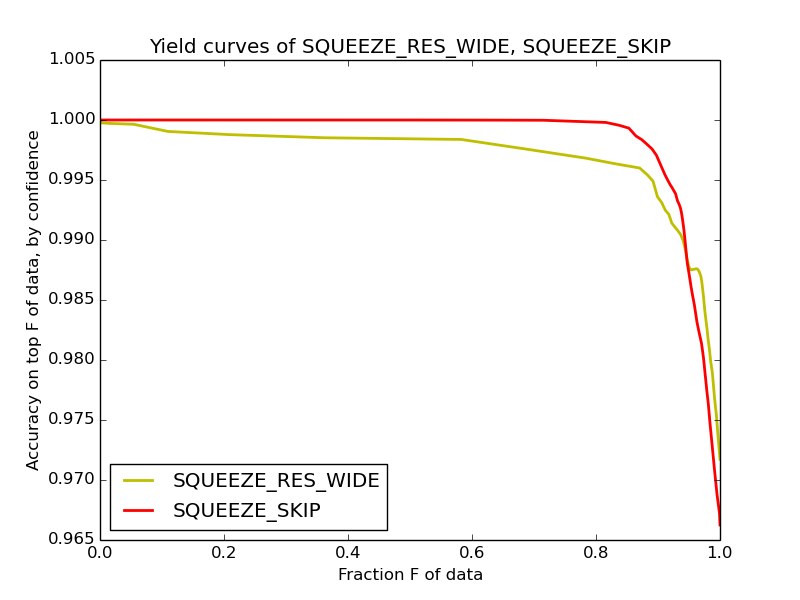 Yield curves of SQUEEZE_RES_WIDE, SQUEEZE_SKIP
1.005
1.000
0.995
0.990
0.985
0.980
0.975
0.970
0.965
Accuracy on top F of data, by confidence
SQUEEZE_RES_WIDE
SQUEEZE_SKIP
0.0 0.2 0.4 0.6 0.8 1.0
Fraction F of data